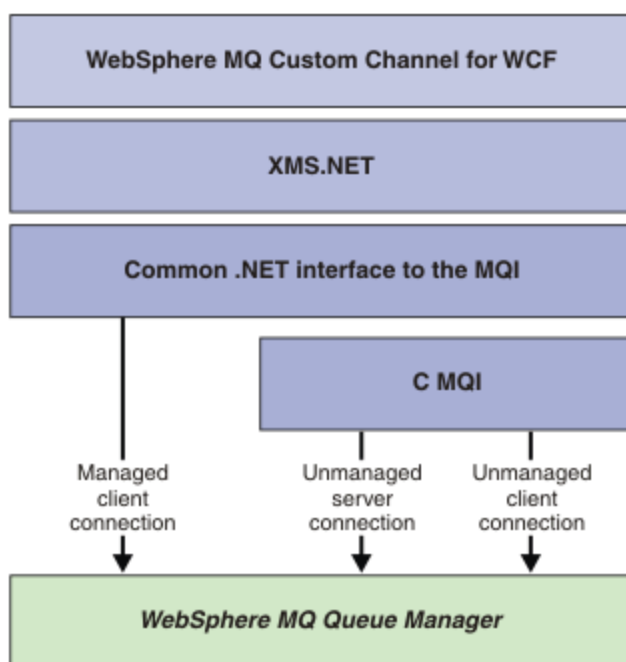 WebSphere MQ Custom Channel for WCF
XMS.NET
Common .NET interface to the MQI
C MQI
Managed
client
connection
Unmanaged
server
connection
Unmanaged
client
connection
WebSphere MQ Queue Manager